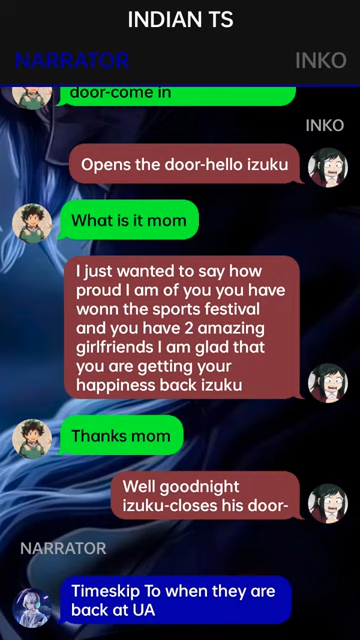 INDIAN TS
NARRATOR
INKO
door-come in
INKO
Opens the door-hello izuku
What is it mom
I just wanted to say how
proud I am of you you have
wonn the sports festival
and you have 2 amazing
girlfriends I am glad that
you are getting your
happiness back izuku
Thanks mom
Well goodnight
izuku-closes his door-
NARRATOR
Timeskip To when they are
back at UA